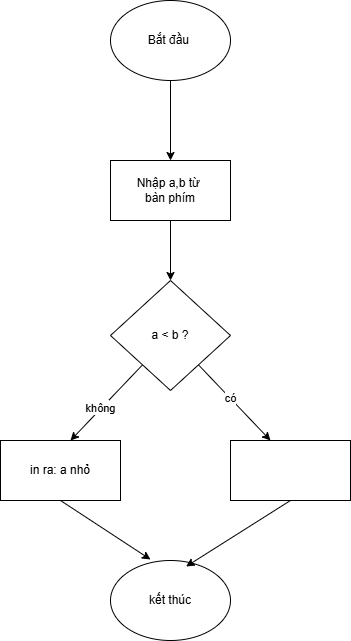 Bắt đầu
Nhập a,b từ
bàn phím
a < b ?
không
có
in ra: a nhỏ
kết thúc